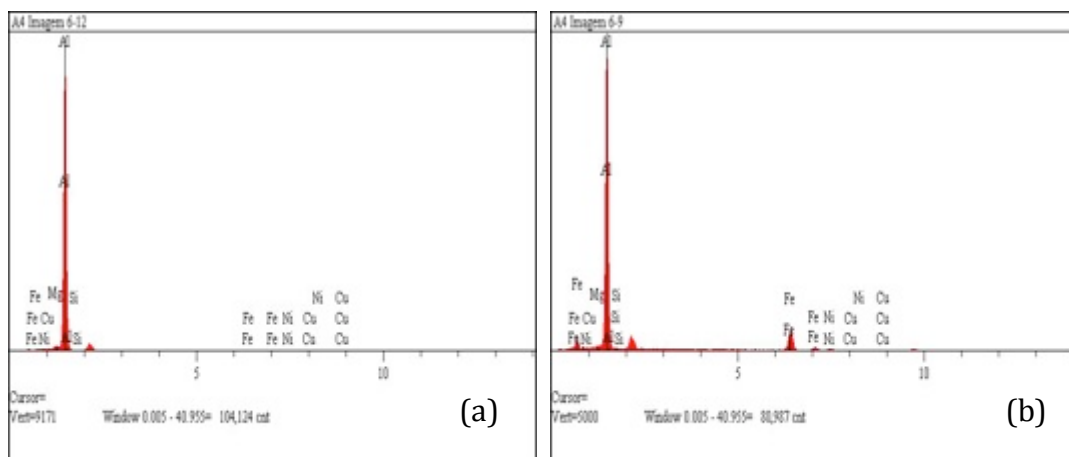 A4 Imagem 6-12
Al
Al
Fe Si
Ni Cu
Fe Cu
Fe Fe Ni Cu Cu
Fe Ni Si
Fe Fe Ni Cu Cu
5 10
Cursor=
Vert=9171 Window 0.005 - 40.955= 104,124 cnt
(a)
A4 Imagem 6-9
Al
Al
Fe
Si
Fe
Ni Cu
Fe Cu Si
Fe Ni Cu Cu
Fe
Fe Ni Si
Fe Ni Cu Cu
5 10
Cursor=
Vert=5000 Window 0.005 - 40.955= 80,987 cnt
(b)